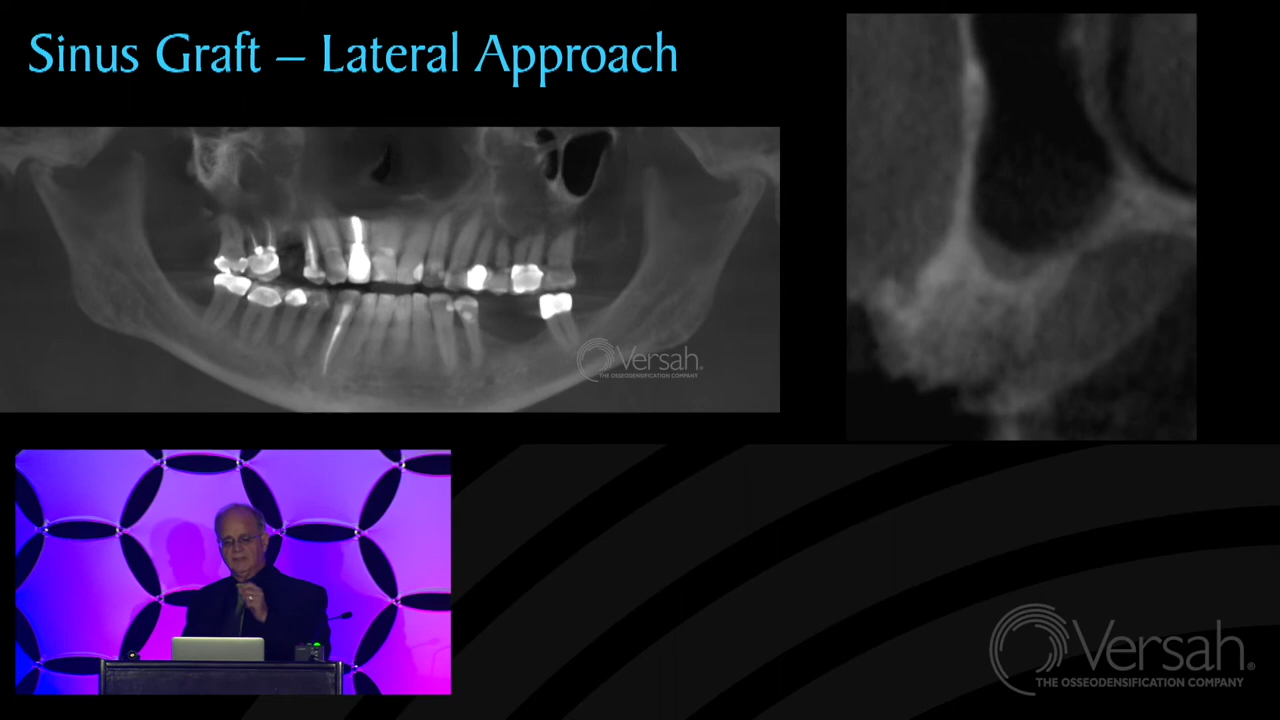 Sinus Graft – Lateral Approach
Versah.
THE OSSEODENSIFICATION COMPANY
Versah®
THE OSSEODENSIFICATION COMPANY